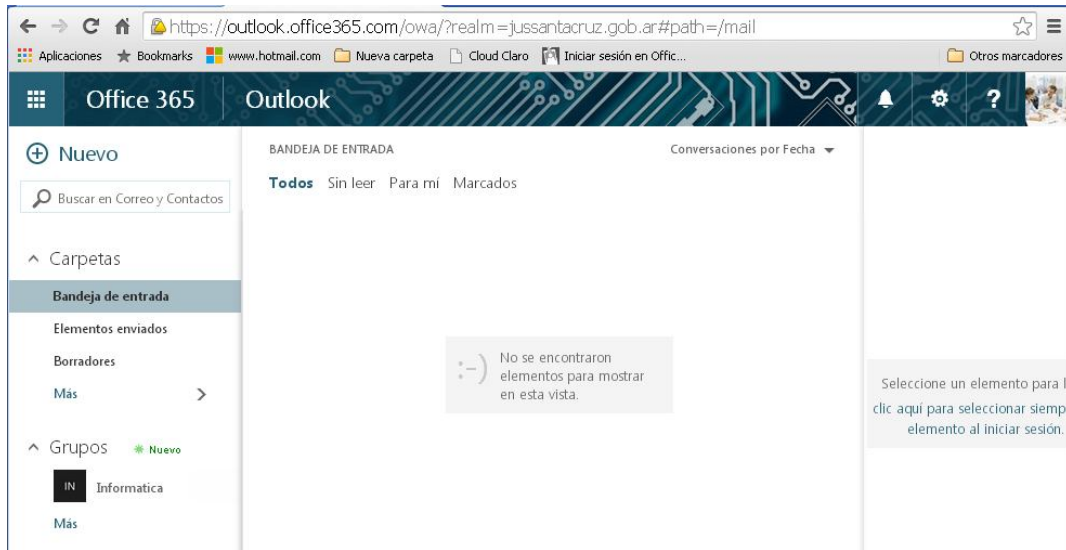 https://outlook.office365.com/owa/?realm=jussantacruz.gob.ar#path=/mail
Aplicaciones Bookmarks www.hotmail.com Nueva carpeta Cloud Claro Iniciar sesión en Offic... Otros marcadores
Office 365 Outlook ?
Nuevo
Buscar en Correo y Contactos
Carpetas
Bandeja de entrada
Elementos enviados
Borradores
Más
Grupos Nuevo
IN Informatica
Más
BANDEJA DE ENTRADA Conversaciones por Fecha
Todos Sin leer Para mí Marcados
:-)
No se encontraron
elementos para mostrar
en esta vista.
Seleccione un elemento para
clic aquí para seleccionar siemp
elemento al iniciar sesión.